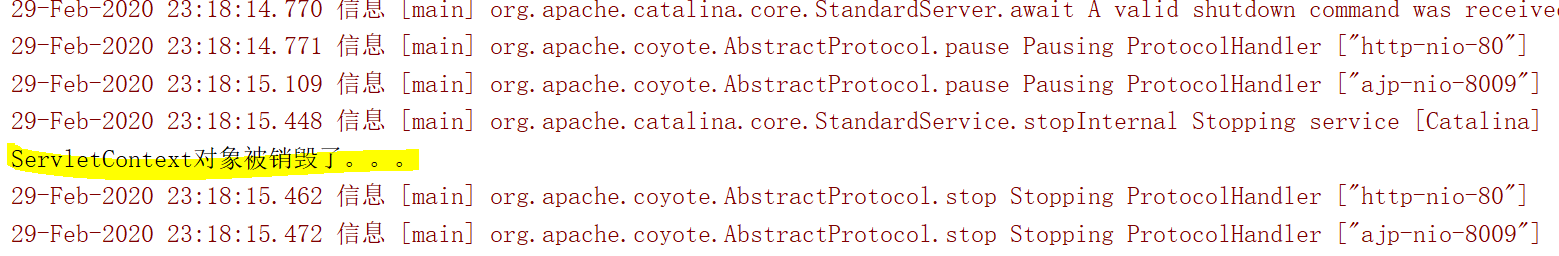 29-Feb-2020 23:18:14.770 信息 [main] org.apache.catalina.core.StandardServer.await A valid shutdown command was received
29-Feb-2020 23:18:14.771 信息 [main] org.apache.coyote.AbstractProtocol.pause Pausing ProtocolHandler ["http-nio-80"]
29-Feb-2020 23:18:15.109 信息 [main] org.apache.coyote.AbstractProtocol.pause Pausing ProtocolHandler ["ajp-nio-8009"]
29-Feb-2020 23:18:15.448 信息 [main] org.apache.catalina.core.StandardService.stopInternal Stopping service [Catalina]
ServletContext对象被销毁了。。。
29-Feb-2020 23:18:15.462 信息 [main] org.apache.coyote.AbstractProtocol.stop Stopping ProtocolHandler ["http-nio-80"]
29-Feb-2020 23:18:15.472 信息 [main] org.apache.coyote.AbstractProtocol.stop Stopping ProtocolHandler ["ajp-nio-8009"]